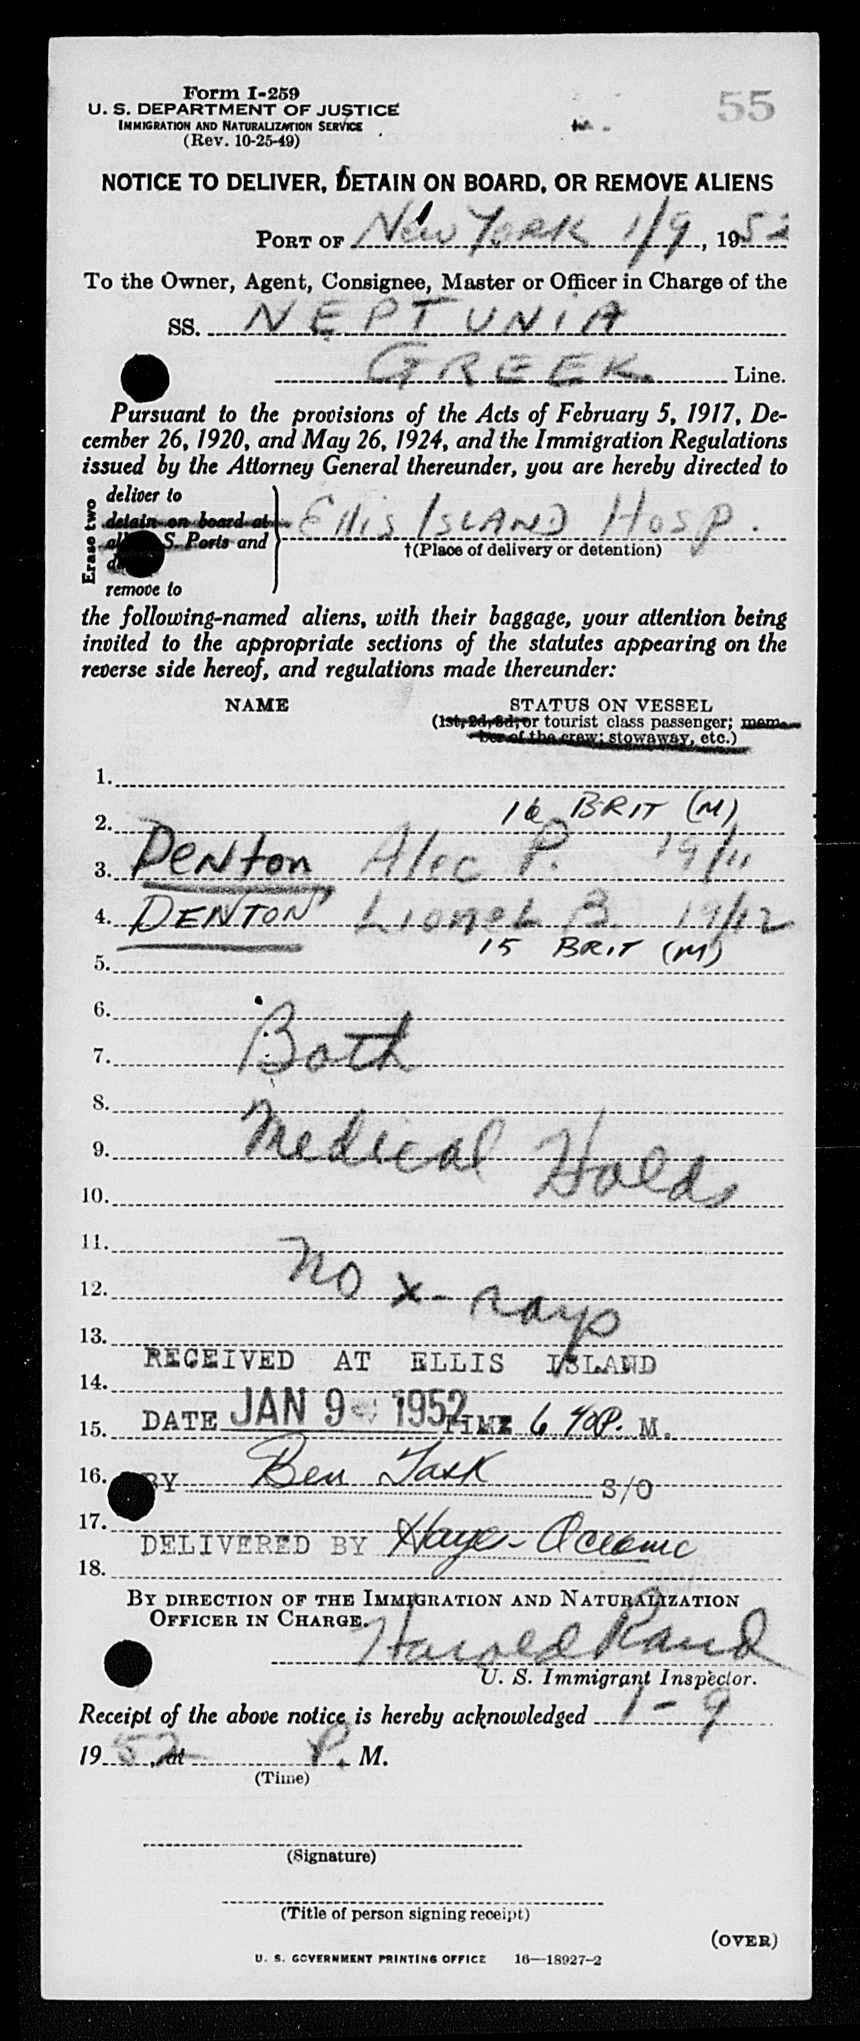 Form I-259
55
U. S. DEPARTMENT OF JUSTICE
IMMIGRATION AND NATURALIZATION SERVICE
(Rev. 10-25-49)
NOTICE TO DELIVER, DETAIN ON BOARD, OR REMOVE ALIENS
PORT OF New York 1/9, 1952
To the Owner, Agent, Consignee, Master or Officer in Charge of the
SS. NEPTUNIA
GREEK Line.
Pursuant to the provisions of the Acts of February 5, 1917, De-
cember 26, 1920, and May 26, 1924, and the Immigration Regulations
issued by the Attorney General thereunder, you are hereby directed to
Erase two
deliver to
detain on board at
all S. Ports and
remove to
Ellis ISLAND Hosp.
†(Place of delivery or detention)
the following-named aliens, with their baggage, your attention being
invited to the appropriate sections of the statutes appearing on the
reverse side hereof, and regulations made thereunder:
NAME STATUS ON VESSEL
(1st, 2d, 3d, or tourist class passenger; mem-
ber of the crew; stowaway, etc.)
1.
16 BRIT (M)
2.
3. Denton Alec P. 19/11
4. DENTON Lionel B. 19/12
15 BRIT (M)
5.
6.
7. Both
8.
9. Medical Holds
10.
11.
12. No x-rays
13.
RECEIVED AT ELLIS ISLAND
14.
15. DATE JAN 9 1952 TIME 6 40 P. M.
16. BY Ben Task S/O
17.
DELIVERED BY Hayes-Oceanic
18.
BY DIRECTION OF THE IMMIGRATION AND NATURALIZATION
OFFICER IN CHARGE.
Harold Rand
U. S. Immigrant Inspector.
Receipt of the above notice is hereby acknowledged 1-9
1952, at P. M.
(Time)
(Signature)
(Title of person signing receipt)
(OVER)
U. S. GOVERNMENT PRINTING OFFICE 16—18927-2